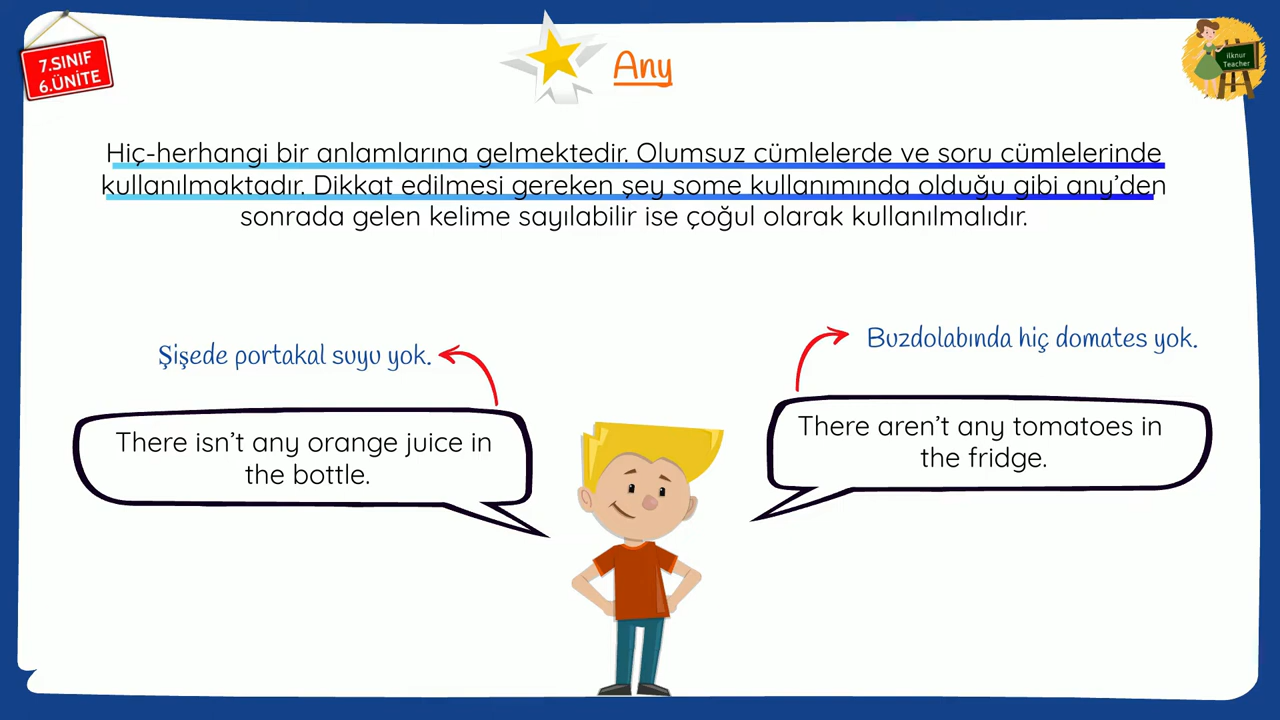 7.SINIF
6.ÜNİTE
Any
ilknur
Teacher
Hiç-herhangi bir anlamlarına gelmektedir. Olumsuz cümlelerde ve soru cümlelerinde
kullanılmaktadır. Dikkat edilmesi gereken şey some kullanımında olduğu gibi any’den
sonrada gelen kelime sayılabilir ise çoğul olarak kullanılmalıdır.
Şişede portakal suyu yok.
Buzdolabında hiç domates yok.
There isn’t any orange juice in
the bottle.
There aren’t any tomatoes in
the fridge.